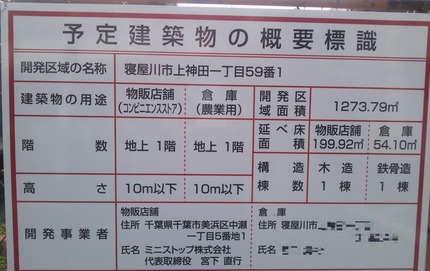 予定建築物の概要標識
開発区域の名称 寝屋川市上神田一丁目59番1
建築物の用途 物販店舗(コンビニエンスストア) 倉庫(農業用) 開発区域面積 1273.79㎡
階数 地上1階 地上1階 延べ床面積 物販店舗199.92㎡ 倉庫54.10㎡
高さ 10m以下 10m以下 構造 木造 鉄骨造
棟数 1棟 1棟
開発事業者 物販店舗 倉庫
住所 千葉県千葉市美浜区中瀬 住所 寝屋川市
一丁目5番地1
氏名 ミニストップ株式会社 氏名
代表取締役 宮下 直行